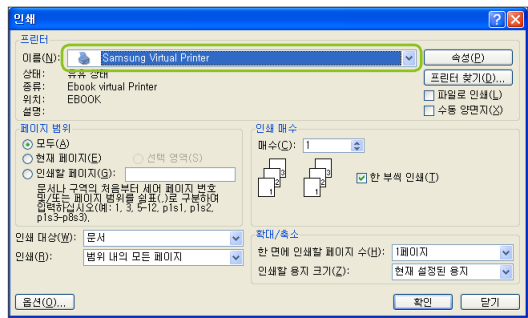 인쇄
프린터
이름(N): Samsung Virtual Printer
속성(P)
상태: 유휴 상태
프린터 찾기(D)...
종류: Ebook virtual Printer
위치: EBOOK
파일로 인쇄(L)
설명:
수동 양면지(X)
페이지 범위
모두(A)
현재 페이지(E) 선택 영역(S)
인쇄할 페이지(G):
문서나 구역의 처음부터 세어 페이지 번호
및/또는 페이지 범위를 쉼표(,)로 구분하여
입력하십시오(예: 1, 3, 5-12, p1s1, p1s2,
p1s3-p8s3).
인쇄 매수
매수(C): 1
1 2 3
1 2 3
한 부씩 인쇄(T)
인쇄 대상(W): 문서
인쇄(R): 범위 내의 모든 페이지
확대/축소
한 면에 인쇄할 페이지 수(H): 1페이지
인쇄할 용지 크기(Z): 현재 설정된 용지
옵션(O)...
확인
닫기